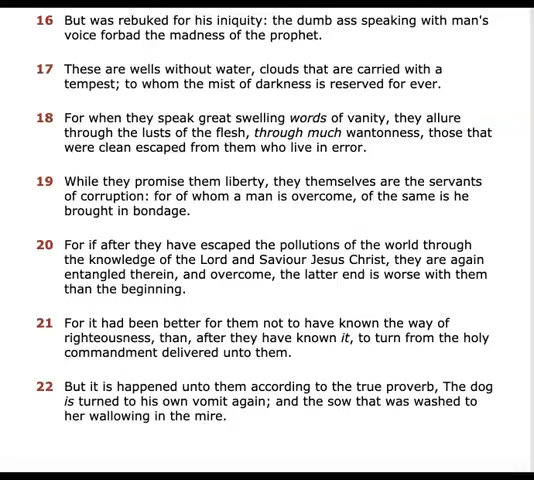 16 But was rebuked for his iniquity: the dumb ass speaking with man's
voice forbad the madness of the prophet.
17 These are wells without water, clouds that are carried with a
tempest; to whom the mist of darkness is reserved for ever.
18 For when they speak great swelling words of vanity, they allure
through the lusts of the flesh, through much wantonness, those that
were clean escaped from them who live in error.
19 While they promise them liberty, they themselves are the servants
of corruption: for of whom a man is overcome, of the same is he
brought in bondage.
20 For if after they have escaped the pollutions of the world through
the knowledge of the Lord and Saviour Jesus Christ, they are again
entangled therein, and overcome, the latter end is worse with them
than the beginning.
21 For it had been better for them not to have known the way of
righteousness, than, after they have known it, to turn from the holy
commandment delivered unto them.
22 But it is happened unto them according to the true proverb, The dog
is turned to his own vomit again; and the sow that was washed to
her wallowing in the mire.